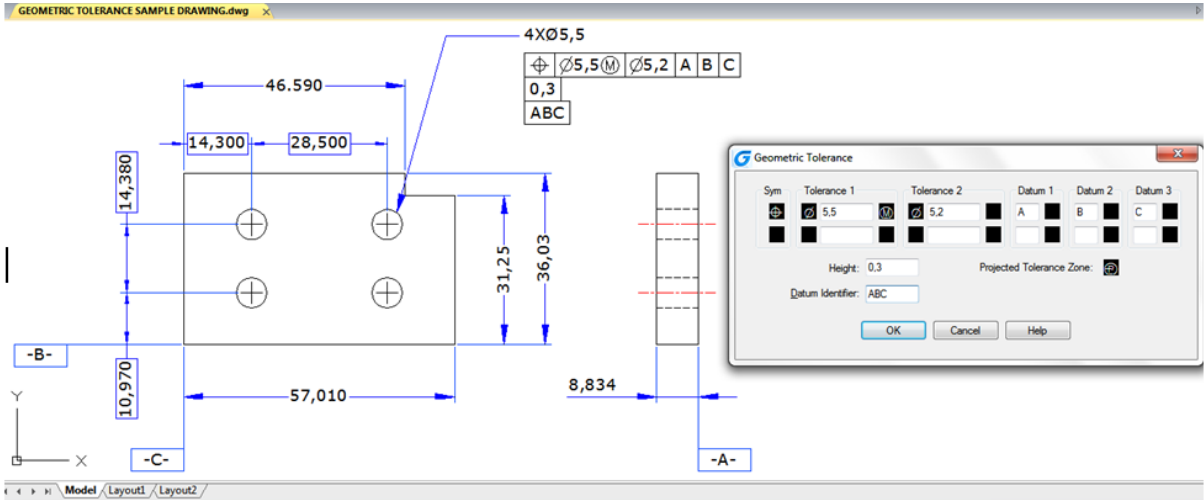 GEOMETRIC TOLERANCE SAMPLE DRAWING.dwg
4XØ5,5
⌖ Ø5,5Ⓜ Ø5,2 A B C
0,3
ABC
46.590
14,300 28,500
14,380
31,25
36,03
10,970
57,010
8,834
-B-
-C-
-A-
Y
X
Geometric Tolerance
Sym Tolerance 1 Tolerance 2 Datum 1 Datum 2 Datum 3
⌖ Ø 5,5 Ⓜ Ø 5,2 A B C
Height: 0,3 Projected Tolerance Zone: Ⓟ
Datum Identifier: ABC
OK Cancel Help
Model Layout1 Layout2